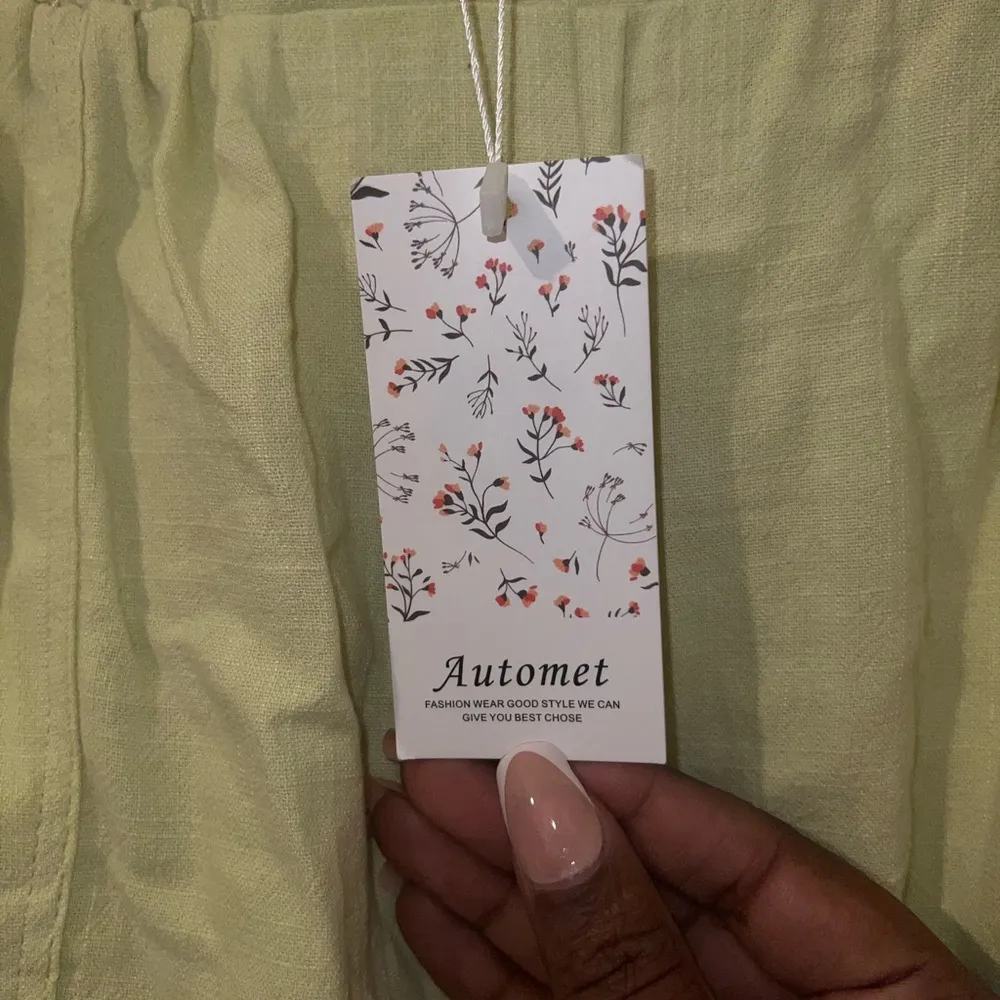 Automet
FASHION WEAR GOOD STYLE WE CAN
GIVE YOU BEST CHOSE